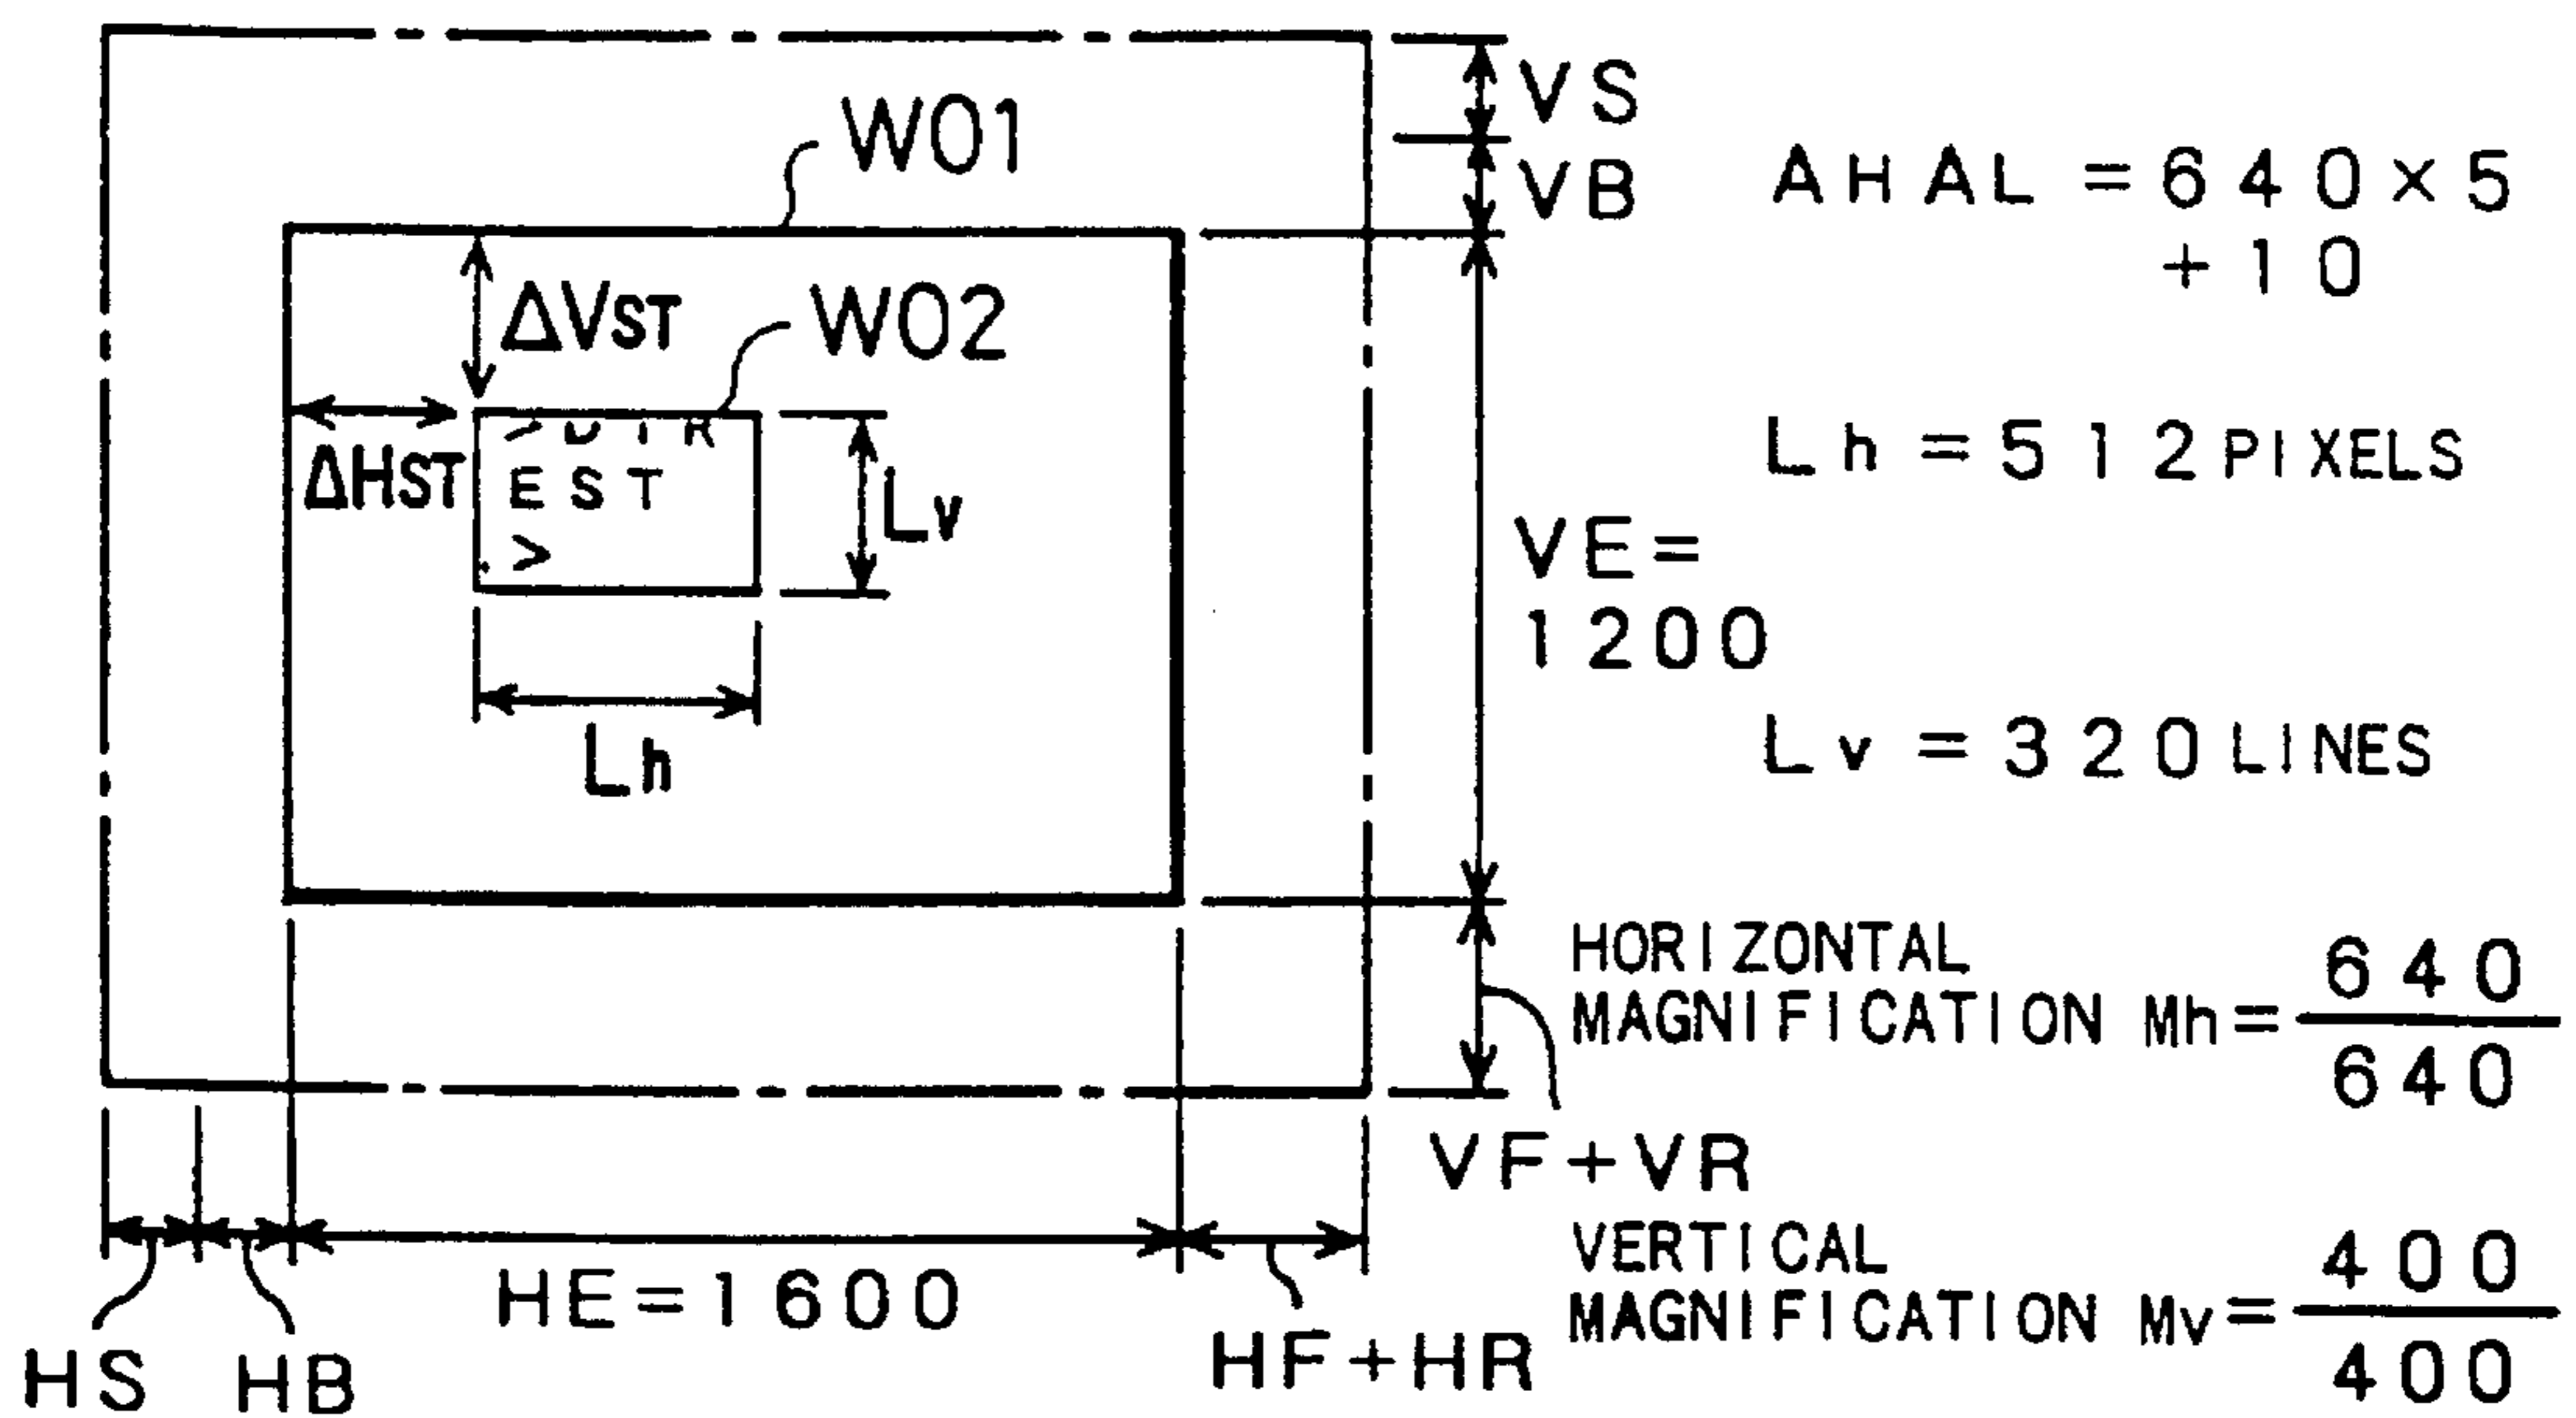 VS
W01
VB
AHAL = 640×5
+10
ΔVST
W02
ΔHST
EST
>
Lv
Lh = 512 PIXELS
VE=
1200
Lh
Lv = 320 LINES
HORIZONTAL
MAGNIFICATION Mh = 640
640
VF+VR
HE=1600
VERTICAL
MAGNIFICATION Mv = 400
400
HS
HB
HF+HR